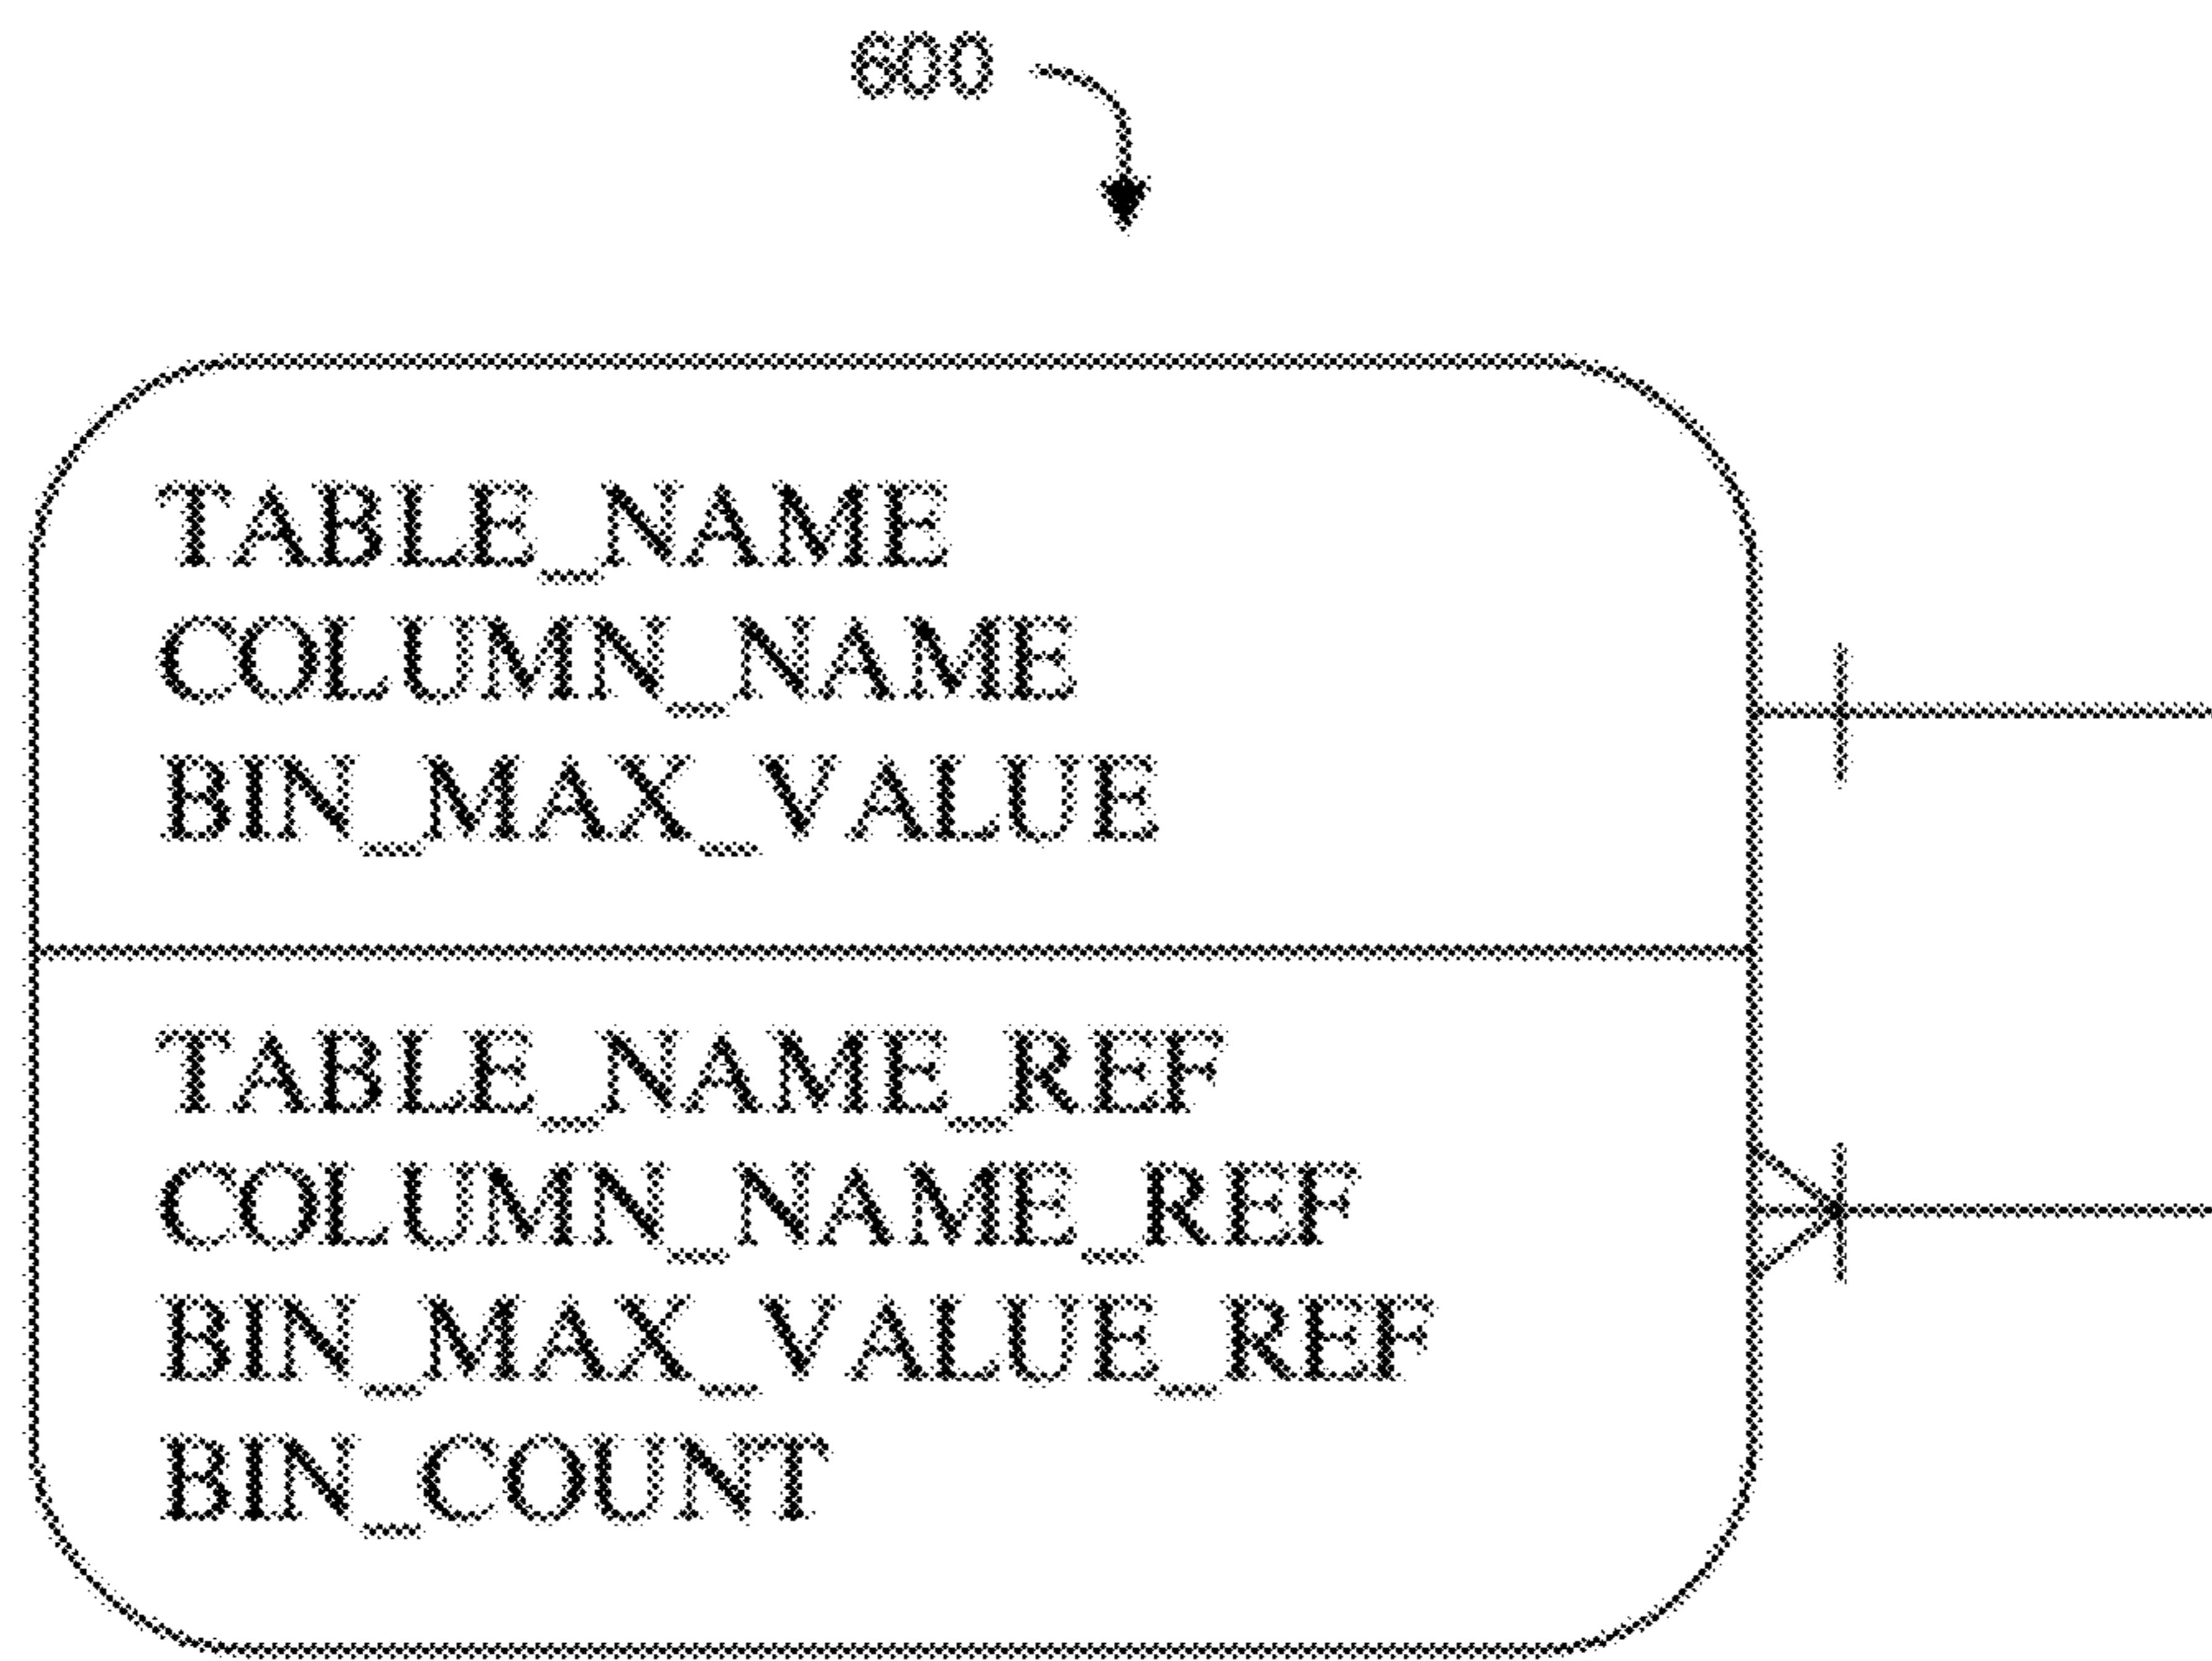 600
TABLE_NAME
COLUMN_NAME
BIN_MAX_VALUE
TABLE_NAME_REF
COLUMN_NAME_REF
BIN_MAX_VALUE_REF
BIN_COUNT